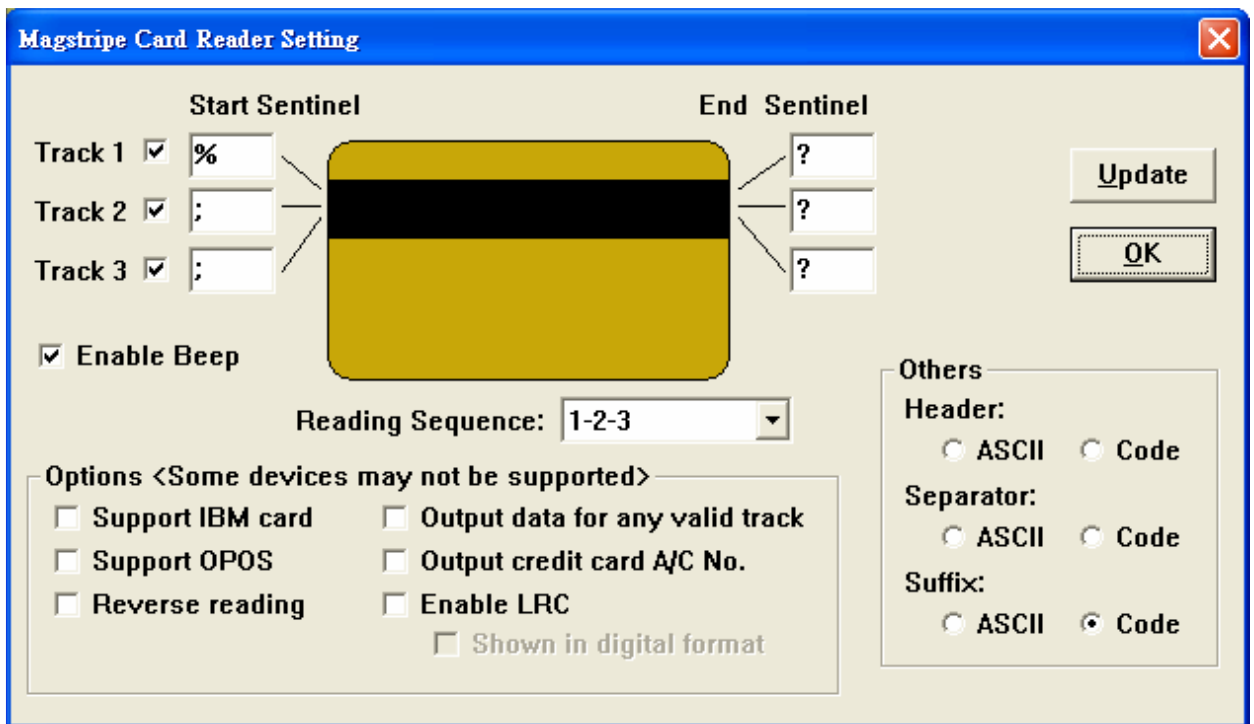 Magstripe Card Reader Setting
Start Sentinel
End Sentinel
Track 1 % ?
Track 2 ; ?
Track 3 ; ?
Update
OK
Enable Beep
Reading Sequence: 1-2-3
Options <Some devices may not be supported>
Support IBM card
Output data for any valid track
Support OPOS
Output credit card A/C No.
Reverse reading
Enable LRC
Shown in digital format
Others
Header:
ASCII Code
Separator:
ASCII Code
Suffix:
ASCII Code